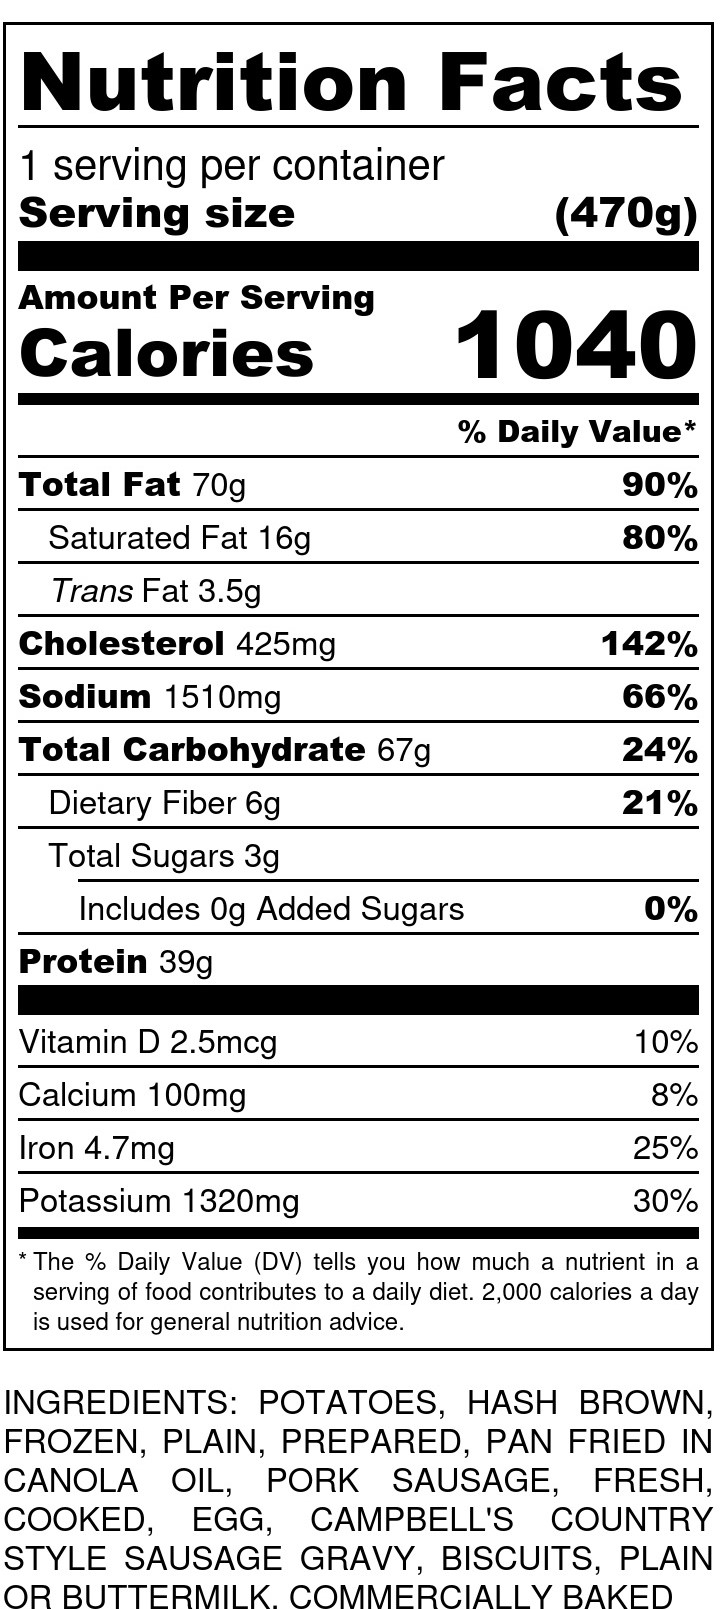 Nutrition Facts
1 serving per container
Serving size (470g)
Amount Per Serving
Calories 1040
% Daily Value*
Total Fat 70g 90%
Saturated Fat 16g 80%
Trans Fat 3.5g
Cholesterol 425mg 142%
Sodium 1510mg 66%
Total Carbohydrate 67g 24%
Dietary Fiber 6g 21%
Total Sugars 3g
Includes 0g Added Sugars 0%
Protein 39g
Vitamin D 2.5mcg 10%
Calcium 100mg 8%
Iron 4.7mg 25%
Potassium 1320mg 30%
* The % Daily Value (DV) tells you how much a nutrient in a
serving of food contributes to a daily diet. 2,000 calories a day
is used for general nutrition advice.
INGREDIENTS: POTATOES, HASH BROWN,
FROZEN, PLAIN, PREPARED, PAN FRIED IN
CANOLA OIL, PORK SAUSAGE, FRESH,
COOKED, EGG, CAMPBELL'S COUNTRY
STYLE SAUSAGE GRAVY, BISCUITS, PLAIN
OR BUTTERMILK, COMMERCIALLY BAKED